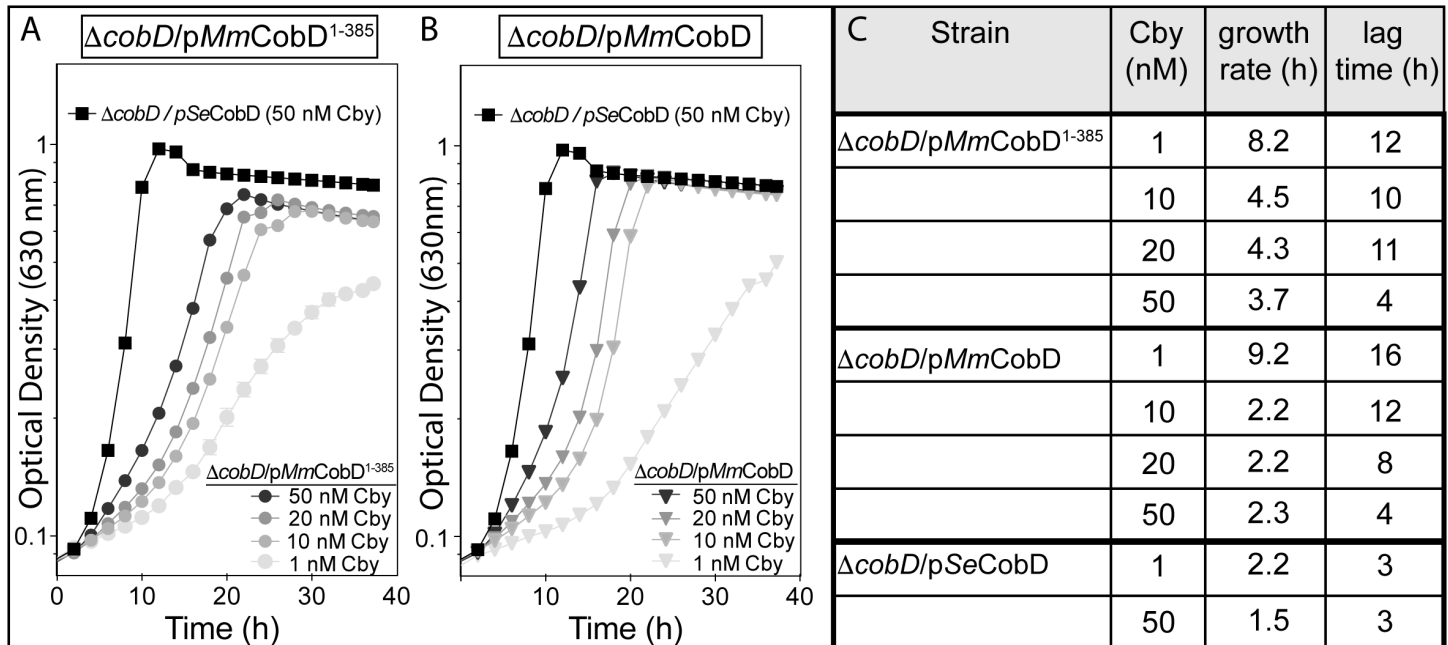 A
ΔcobD/pMmCobD¹⁻³⁸⁵
ΔcobD/pSeCobD (50 nM Cby)
Optical Density (630 nm)
1
0.1
ΔcobD/pMmCobD¹⁻³⁸⁵
50 nM Cby
20 nM Cby
10 nM Cby
1 nM Cby
0 10 20 30 40
Time (h)
B
ΔcobD/pMmCobD
ΔcobD/pSeCobD (50 nM Cby)
Optical Density (630nm)
1
0.1
ΔcobD/pMmCobD
50 nM Cby
20 nM Cby
10 nM Cby
1 nM Cby
10 20 30 40
Time (h)
C Strain Cby growth lag
(nM) rate (h) time (h)
ΔcobD/pMmCobD¹⁻³⁸⁵ 1 8.2 12
10 4.5 10
20 4.3 11
50 3.7 4
ΔcobD/pMmCobD 1 9.2 16
10 2.2 12
20 2.2 8
50 2.3 4
ΔcobD/pSeCobD 1 2.2 3
50 1.5 3